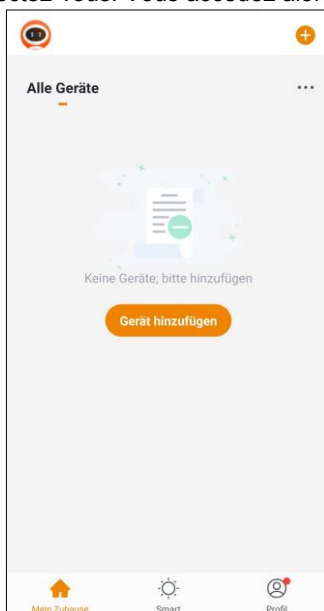 Alle Geräte
Keine Geräte; bitte hinzufügen
Gerät hinzufügen
Mein Zuhause
Smart
Profil